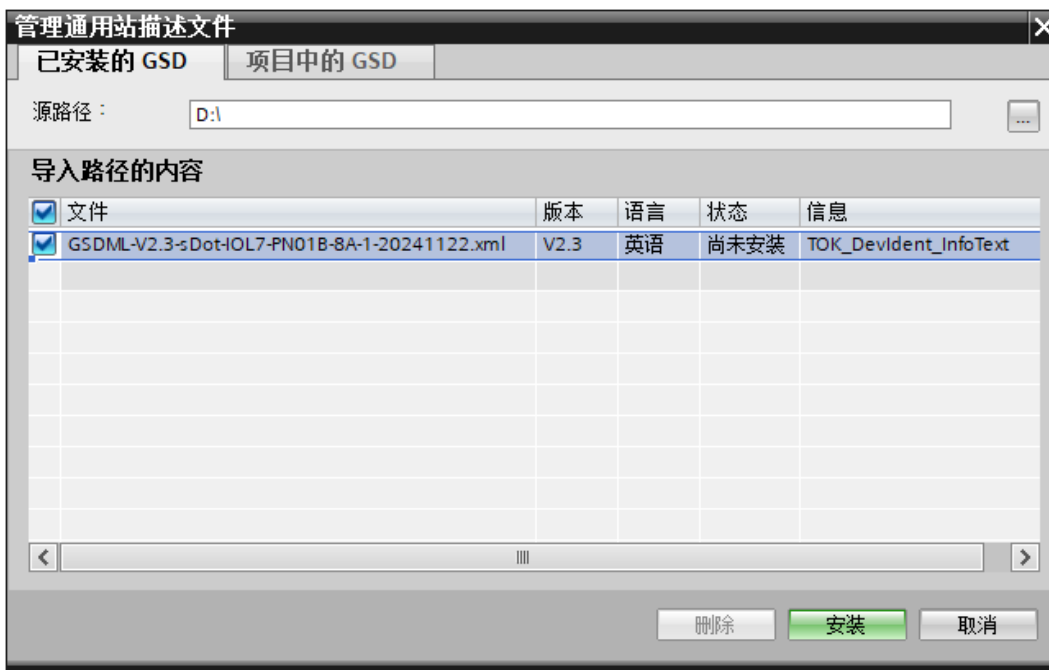 管理通用站描述文件
已安装的 GSD 项目中的 GSD
源路径： D:\ ...
导入路径的内容
文件 版本 语言 状态 信息
GSDML-V2.3-sDot-IOL7-PN01B-8A-1-20241122.xml V2.3 英语 尚未安装 TOK_DevIdent_InfoText
删除 安装 取消